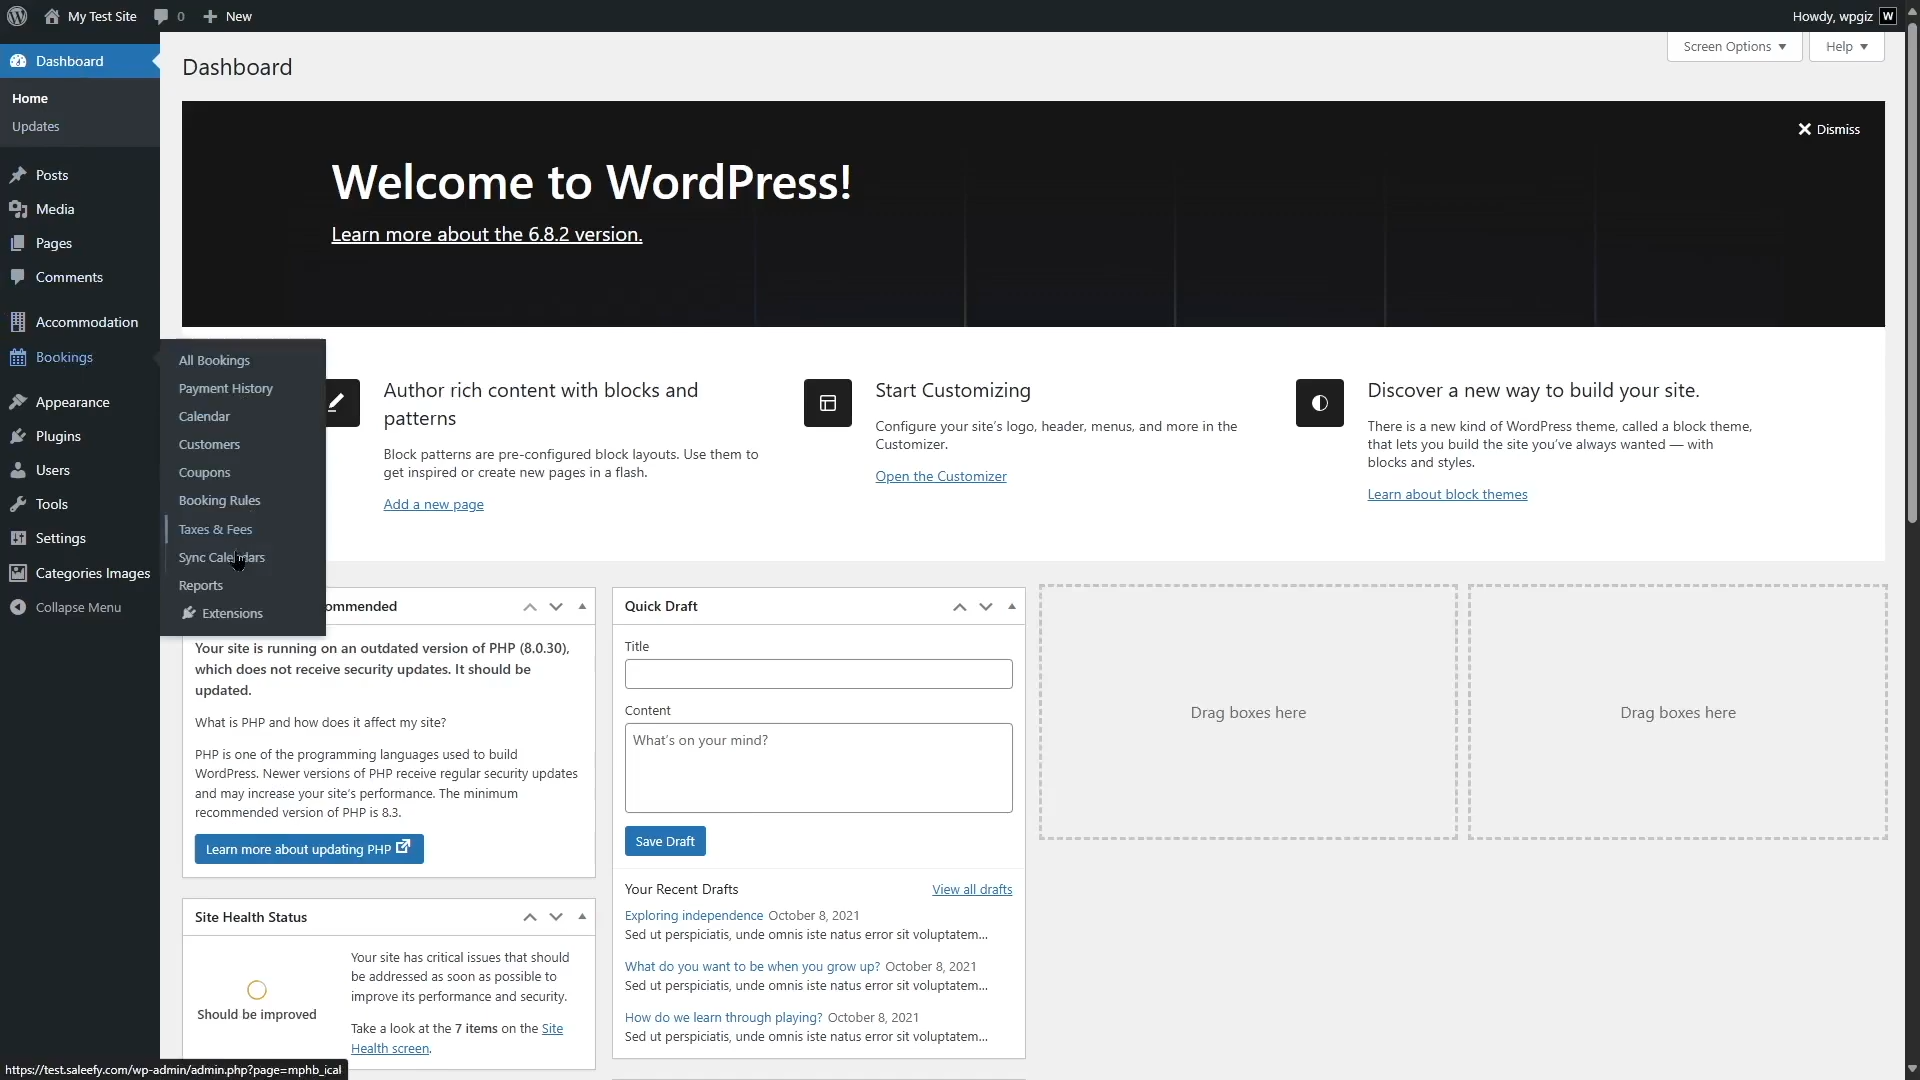 My Test Site
0
New
Howdy, wpgiz
W
Screen Options
Help
Dashboard
Home
Updates
Posts
Media
Pages
Comments
Accommodation
Bookings
Appearance
Plugins
Users
Tools
Settings
Categories Images
Collapse Menu
All Bookings
Payment History
Calendar
Customers
Coupons
Booking Rules
Taxes & Fees
Sync Calendars
Reports
Extensions
Dashboard
Dismiss
Welcome to WordPress!
Learn more about the 6.8.2 version.
Author rich content with blocks and
patterns
Block patterns are pre-configured block layouts. Use them to
get inspired or create new pages in a flash.
Add a new page
Start Customizing
Configure your site’s logo, header, menus, and more in the
Customizer.
Open the Customizer
Discover a new way to build your site.
There is a new kind of WordPress theme, called a block theme,
that lets you build the site you’ve always wanted — with
blocks and styles.
Learn about block themes
ommended
Your site is running on an outdated version of PHP (8.0.30),
which does not receive security updates. It should be
updated.
What is PHP and how does it affect my site?
PHP is one of the programming languages used to build
WordPress. Newer versions of PHP receive regular security updates
and may increase your site’s performance. The minimum
recommended version of PHP is 8.3.
Learn more about updating PHP
Site Health Status
Should be improved
Your site has critical issues that should
be addressed as soon as possible to
improve its performance and security.
Take a look at the 7 items on the Site
Health screen.
Quick Draft
Title
Content
What’s on your mind?
Save Draft
Your Recent Drafts
View all drafts
Exploring independence October 8, 2021
Sed ut perspiciatis, unde omnis iste natus error sit voluptatem…
What do you want to be when you grow up? October 8, 2021
Sed ut perspiciatis, unde omnis iste natus error sit voluptatem…
How do we learn through playing? October 8, 2021
Sed ut perspiciatis, unde omnis iste natus error sit voluptatem…
Drag boxes here
Drag boxes here
https://test.saleefy.com/wp-admin/admin.php?page=mphb_ical